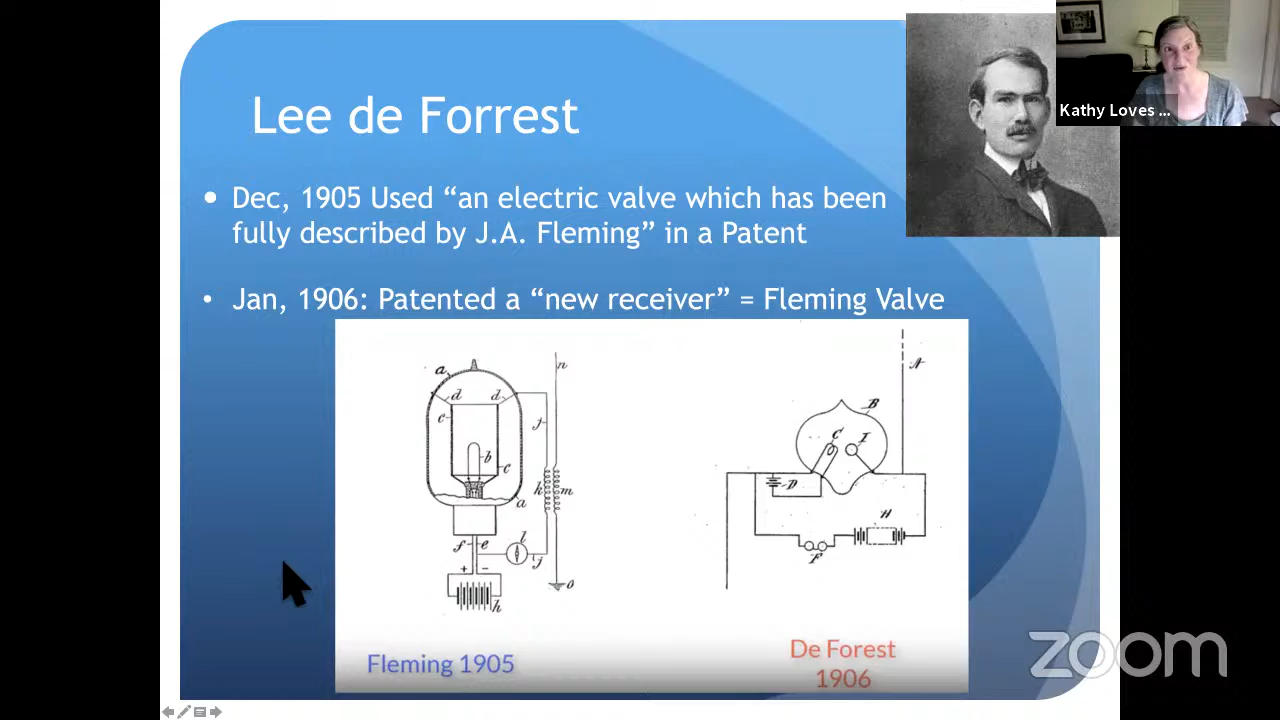 Lee de Forrest
Kathy Loves ...
• Dec, 1905 Used “an electric valve which has been
fully described by J.A. Fleming” in a Patent
• Jan, 1906: Patented a “new receiver” = Fleming Valve
a
d d
c
b
c
a
j
n
k m
f e
l
j
+ −
h
o
A
B
C I
D
H
F
Fleming 1905
De Forest
1906
zoom